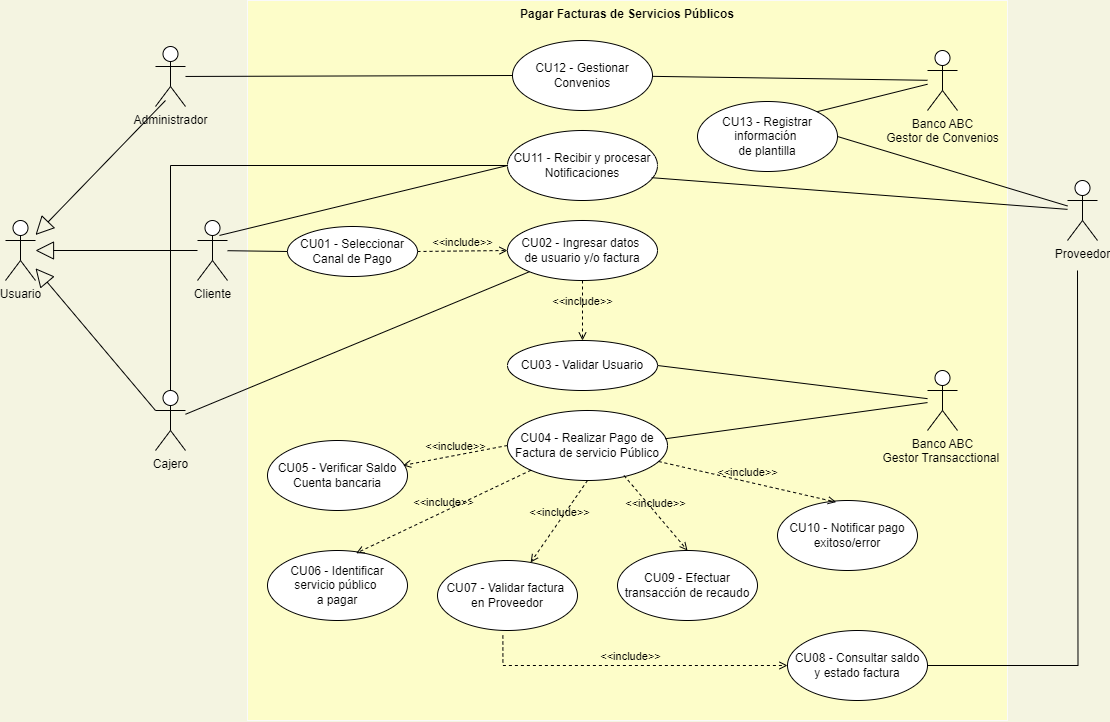 Pagar Facturas de Servicios Públicos
Administrador
CU12 - Gestionar
Convenios
Banco ABC
Gestor de Convenios
CU13 - Registrar
información
de plantilla
CU11 - Recibir y procesar
Notificaciones
Usuario
Cliente
CU01 - Seleccionar
Canal de Pago
<<include>>
CU02 - Ingresar datos
de usuario y/o factura
Proveedor
<<include>>
CU03 - Validar Usuario
Cajero
CU04 - Realizar Pago de
Factura de servicio Público
Banco ABC
Gestor Transacctional
<<include>>
CU05 - Verificar Saldo
Cuenta bancaria
<<include>>
<<include>>
<<include>>
<<include>>
CU10 - Notificar pago
exitoso/error
CU06 - Identificar
servicio público
a pagar
CU07 - Validar factura
en Proveedor
CU09 - Efectuar
transacción de recaudo
<<include>>
CU08 - Consultar saldo
y estado factura